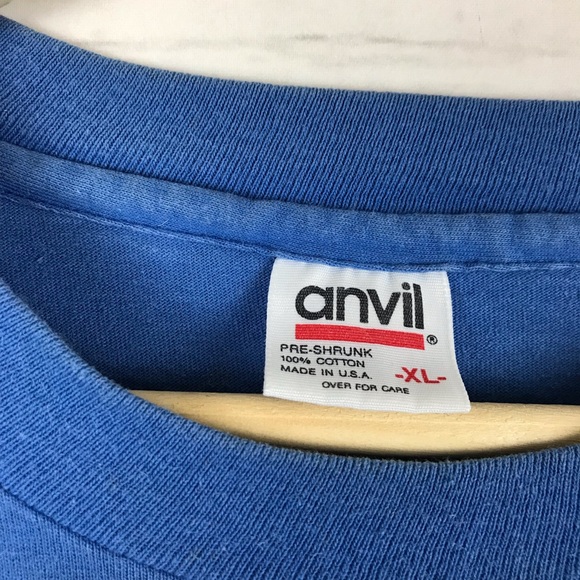 anvil®
PRE-SHRUNK
100% COTTON
MADE IN U.S.A. -XL-
OVER FOR CARE